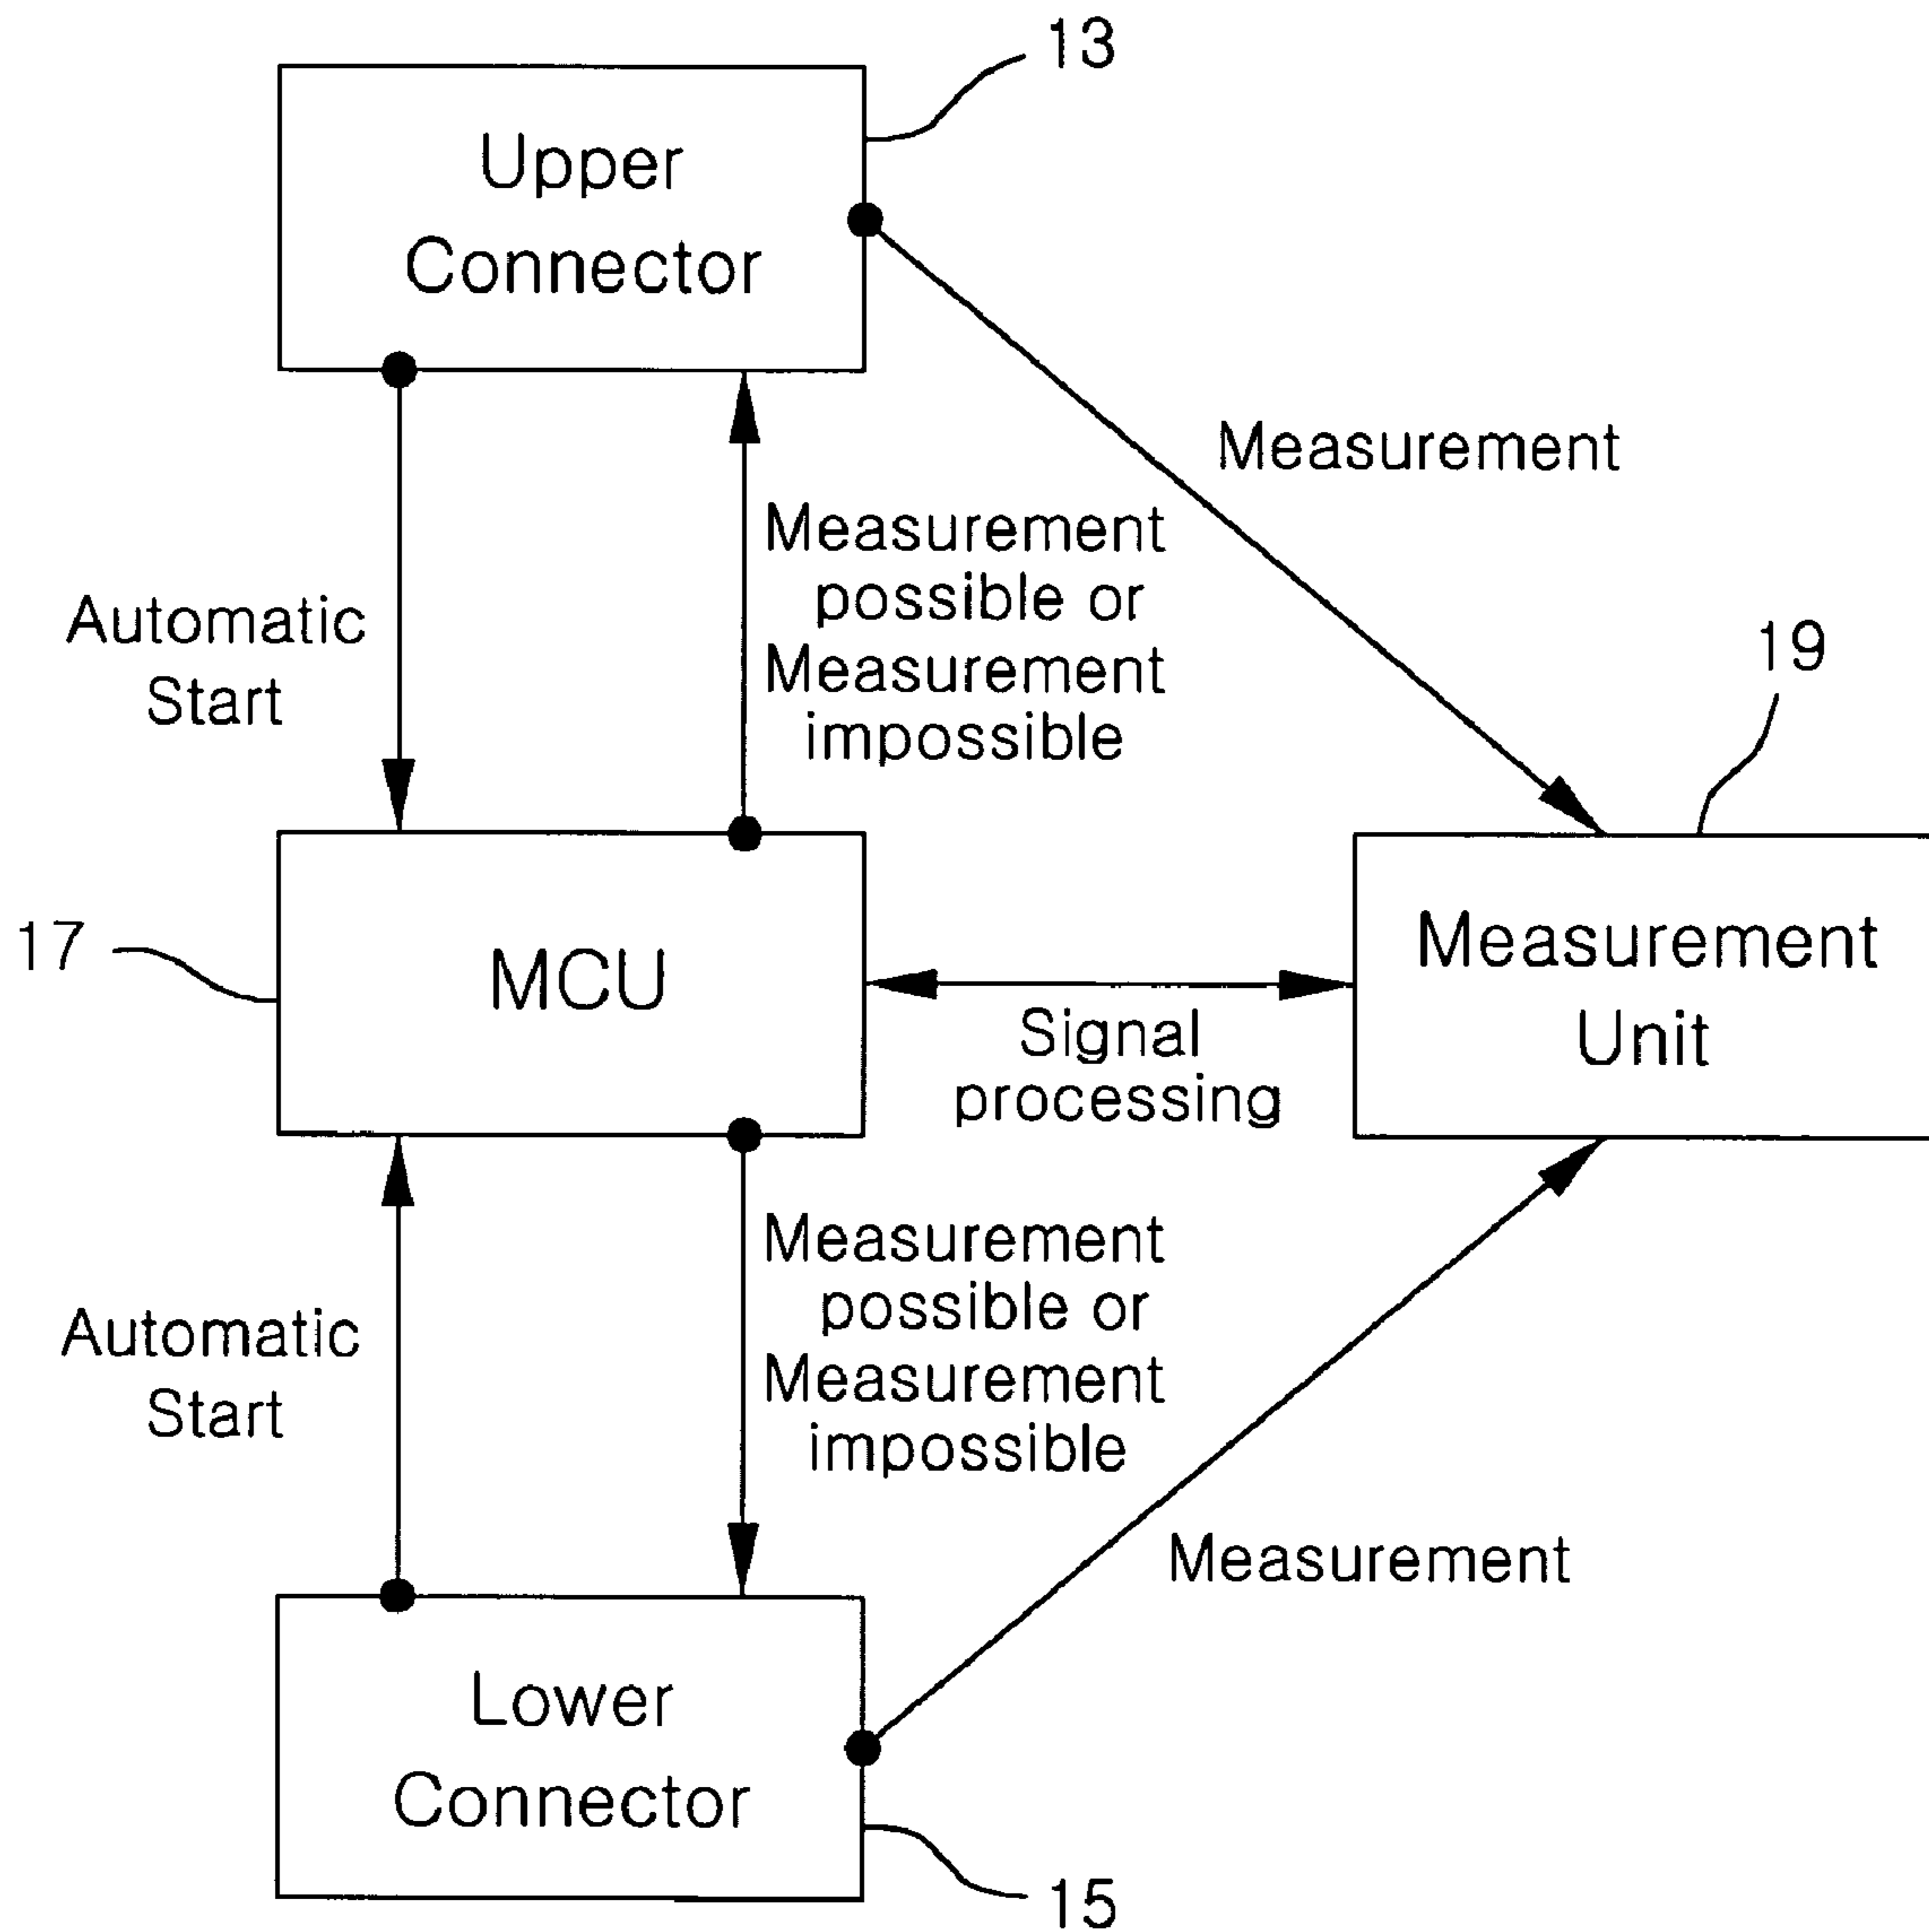 13
Upper
Connector
Measurement
Measurement
possible or
Measurement
impossible
Automatic
Start
19
17
MCU
Signal
processing
Measurement
Unit
Automatic
Start
Measurement
possible or
Measurement
impossible
Measurement
Lower
Connector
15